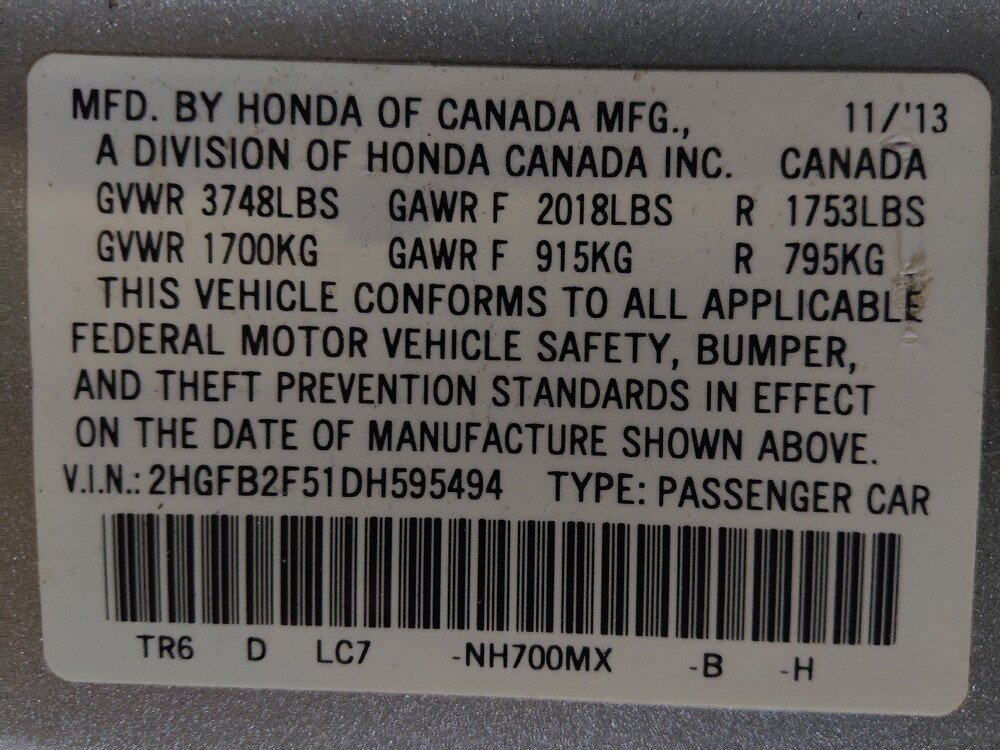 MFD. BY HONDA OF CANADA MFG., 11/'13
A DIVISION OF HONDA CANADA INC. CANADA
GVWR 3748LBS GAWR F 2018LBS R 1753LBS
GVWR 1700KG GAWR F 915KG R 795KG
THIS VEHICLE CONFORMS TO ALL APPLICABLE
FEDERAL MOTOR VEHICLE SAFETY, BUMPER,
AND THEFT PREVENTION STANDARDS IN EFFECT
ON THE DATE OF MANUFACTURE SHOWN ABOVE.
V.I.N.: 2HGFB2F51DH595494 TYPE: PASSENGER CAR
TR6 D LC7 -NH700MX -B -H